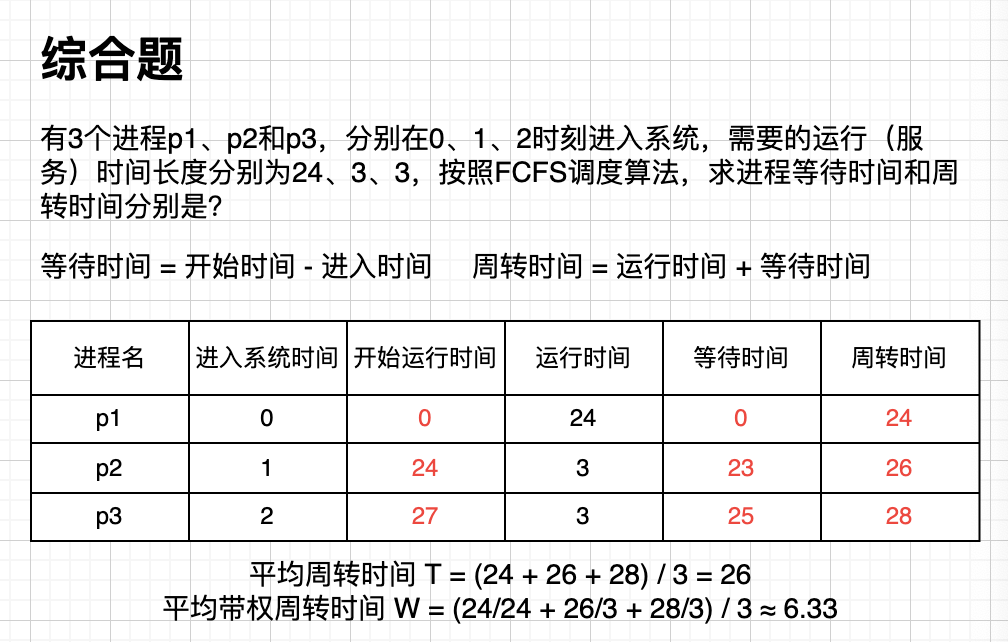 综合题
有3个进程p1、p2和p3，分别在0、1、2时刻进入系统，需要的运行（服
务）时间长度分别为24、3、3，按照FCFS调度算法，求进程等待时间和周
转时间分别是?
等待时间 = 开始时间 - 进入时间 周转时间 = 运行时间 + 等待时间
进程名 进入系统时间 开始运行时间 运行时间 等待时间 周转时间
p1 0 0 24 0 24
p2 1 24 3 23 26
p3 2 27 3 25 28
平均周转时间 T = (24 + 26 + 28) / 3 = 26
平均带权周转时间 W = (24/24 + 26/3 + 28/3) / 3 ≈ 6.33